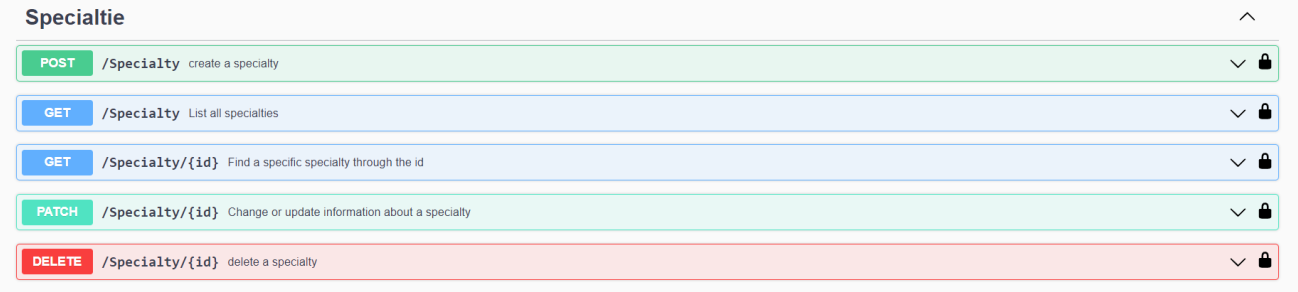 Specialtie
POST /Specialty create a specialty
GET /Specialty List all specialties
GET /Specialty/{id} Find a specific specialty through the id
PATCH /Specialty/{id} Change or update information about a specialty
DELETE /Specialty/{id} delete a specialty